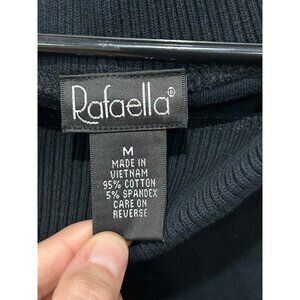 Rafaella®
M
MADE IN
VIETNAM
95% COTTON
5% SPANDEX
CARE ON
REVERSE